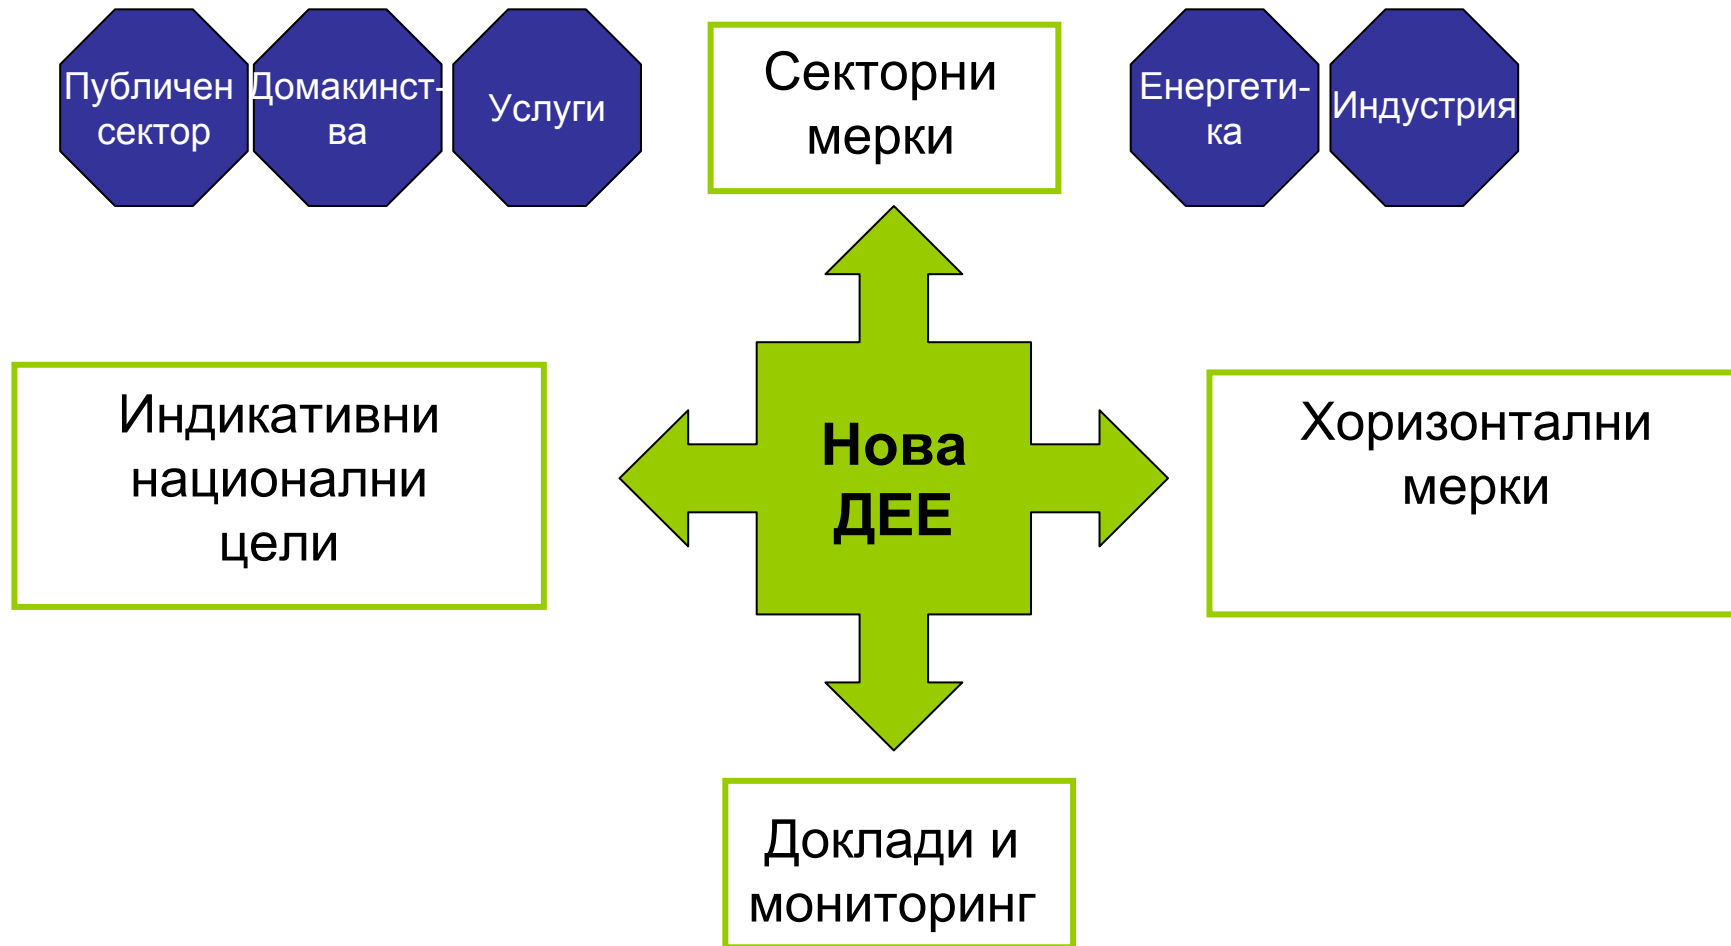 Публичен
сектор
Домакинст-
ва
Услуги
Секторни
мерки
Енергети-
ка
Индустрия
Индикативни
национални
цели
Нова
ДЕЕ
Хоризонтални
мерки
Доклади и
мониторинг